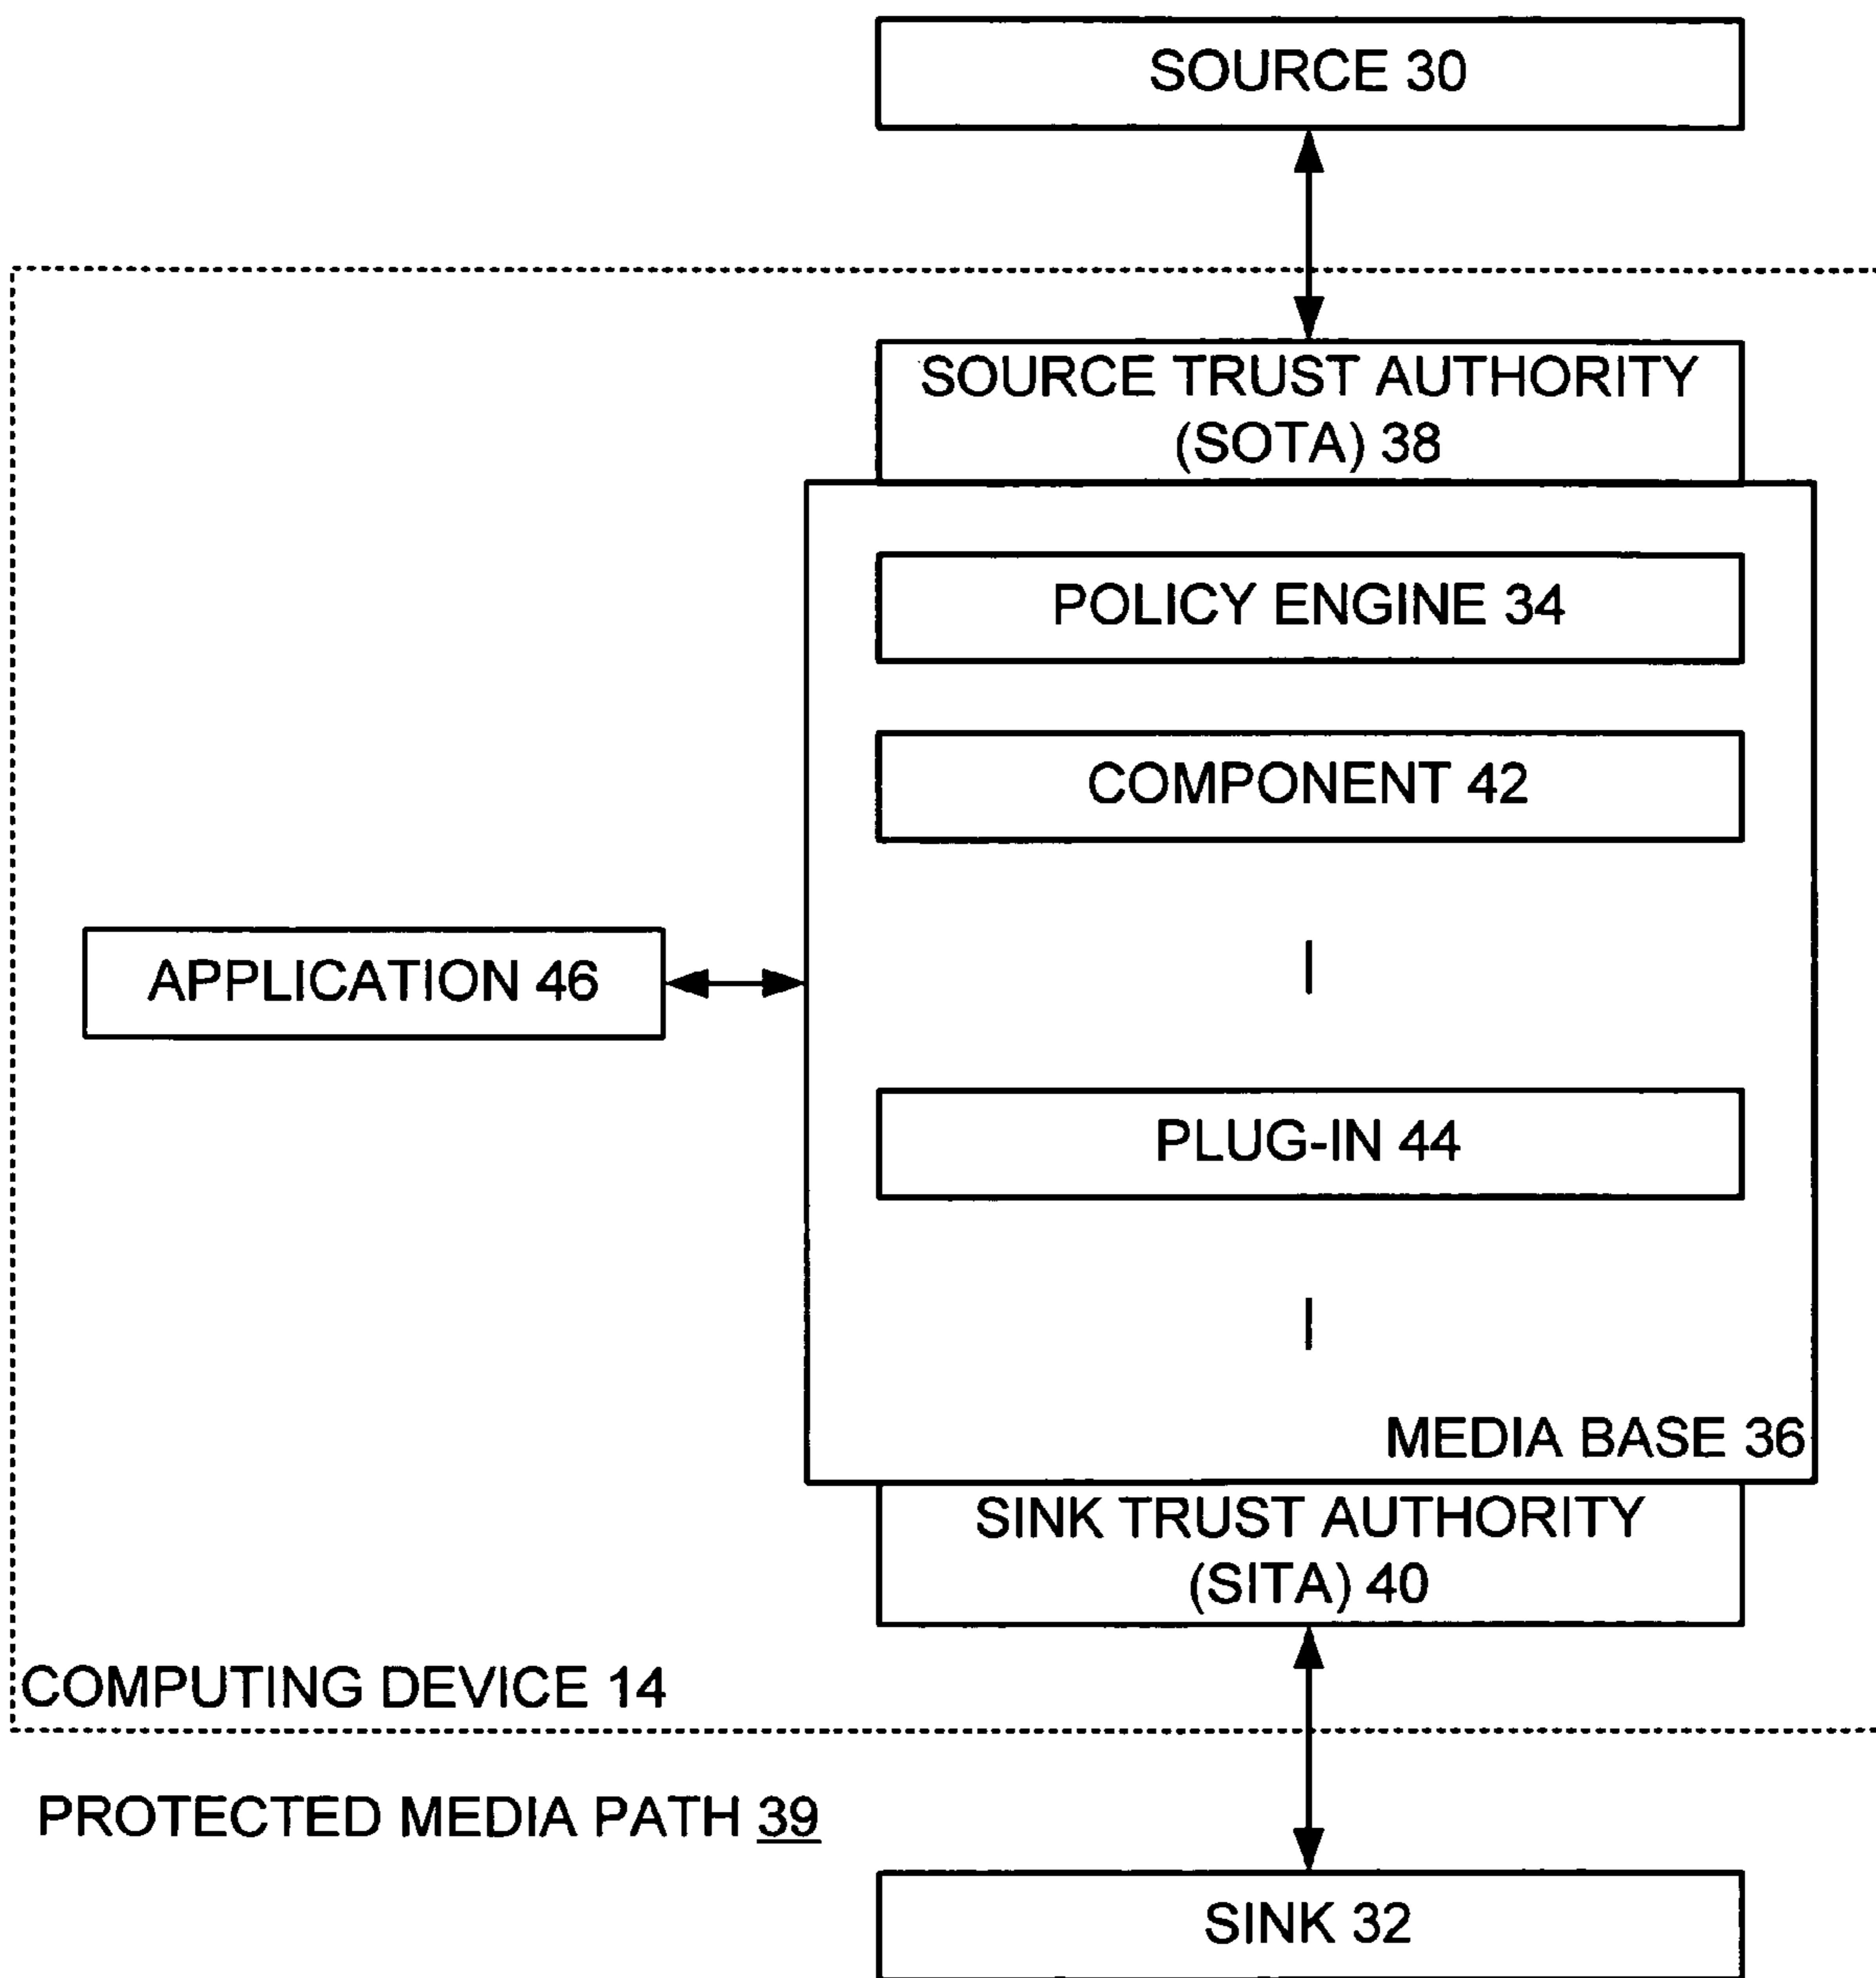 SOURCE 30
SOURCE TRUST AUTHORITY
(SOTA) 38
POLICY ENGINE 34
COMPONENT 42
APPLICATION 46
PLUG-IN 44
MEDIA BASE 36
SINK TRUST AUTHORITY
(SITA) 40
COMPUTING DEVICE 14
PROTECTED MEDIA PATH 39
SINK 32